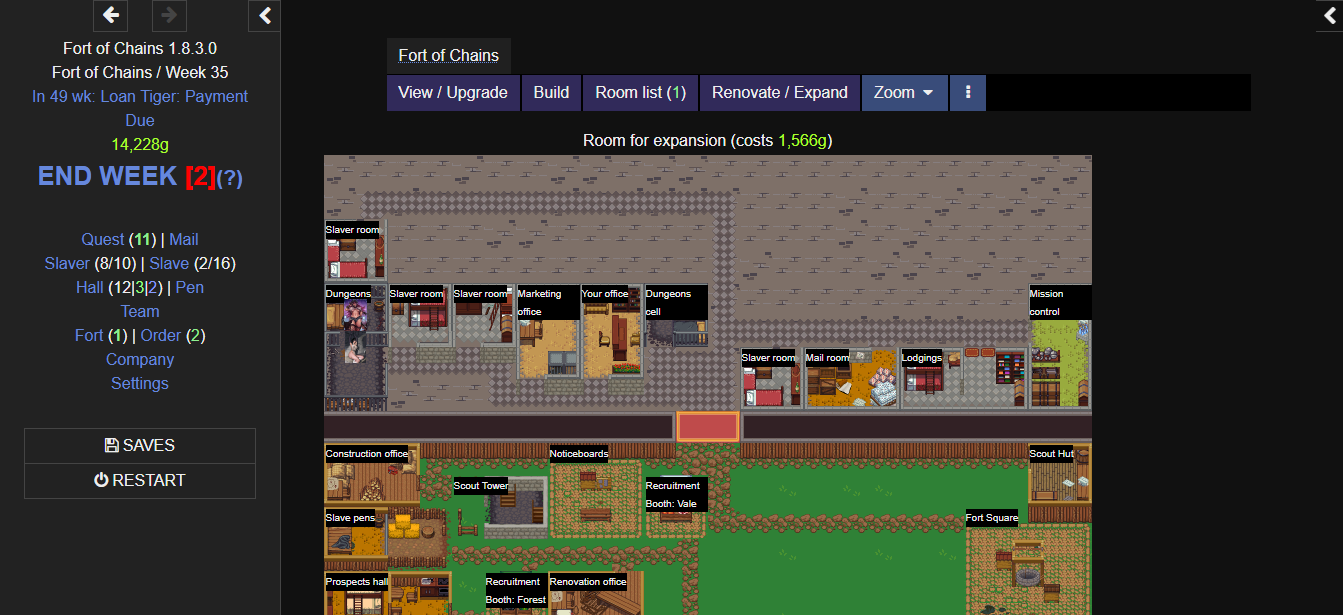 Fort of Chains 1.8.3.0
Fort of Chains / Week 35
In 49 wk: Loan Tiger: Payment
Due
14,228g
END WEEK [2](?)
Quest (11) | Mail
Slaver (8/10) | Slave (2/16)
Hall (12|3|2) | Pen
Team
Fort (1) | Order (2)
Company
Settings
SAVES
RESTART
Fort of Chains
View / Upgrade
Build
Room list (1)
Renovate / Expand
Zoom
Room for expansion (costs 1,566g)
Slaver room
Dungeons
Slaver room
Slaver room
Marketing
office
Your office
Dungeons
cell
Mission
control
Slaver room
Mail room
Lodgings
Construction office
Noticeboards
Scout Hut
Scout Tower
Recruitment
Booth: Vale
Slave pens
Fort Square
Prospects hall
Recruitment
Booth: Forest
Renovation office